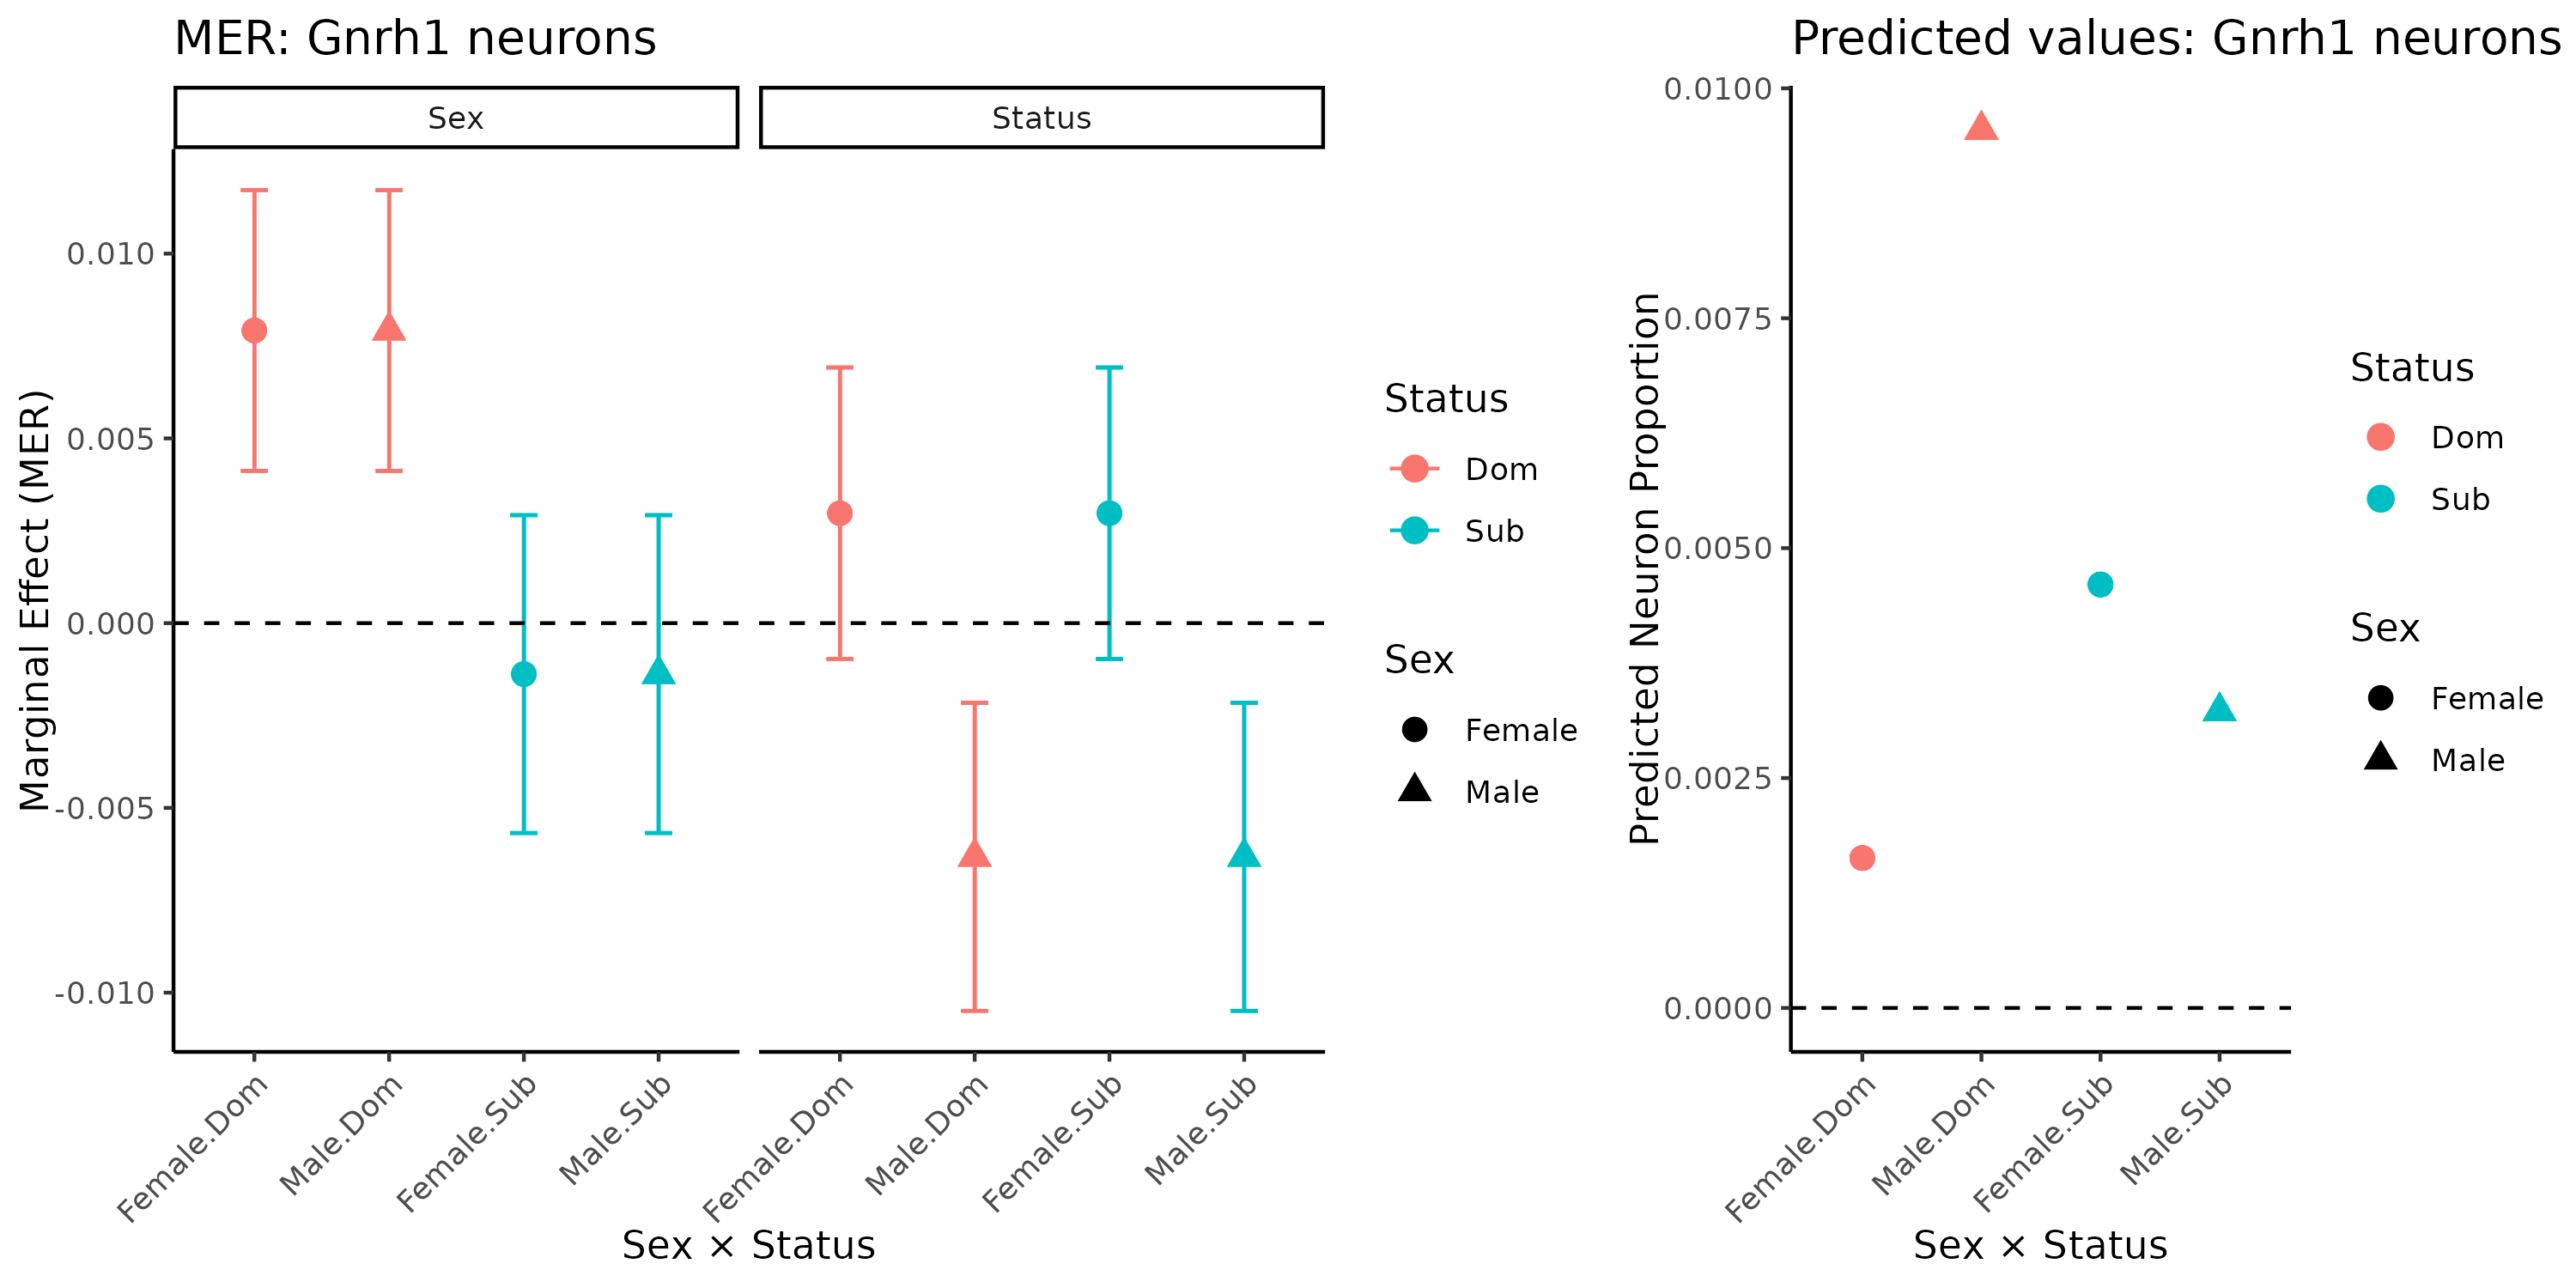 MER: Gnrh1 neurons
Sex
Status
Marginal Effect (MER)
0.010
0.005
0.000
-0.005
-0.010
Female.Dom
Male.Dom
Female.Sub
Male.Sub
Female.Dom
Male.Dom
Female.Sub
Male.Sub
Sex × Status
Status
Dom
Sub
Sex
Female
Male
Predicted values: Gnrh1 neurons
Predicted Neuron Proportion
0.0100
0.0075
0.0050
0.0025
0.0000
Female.Dom
Male.Dom
Female.Sub
Male.Sub
Sex × Status
Status
Dom
Sub
Sex
Female
Male